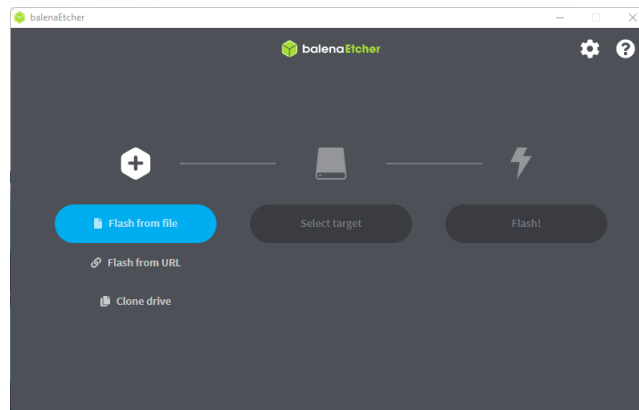 balenaEtcher
balenaEtcher
Flash from file
Select target
Flash!
Flash from URL
Clone drive